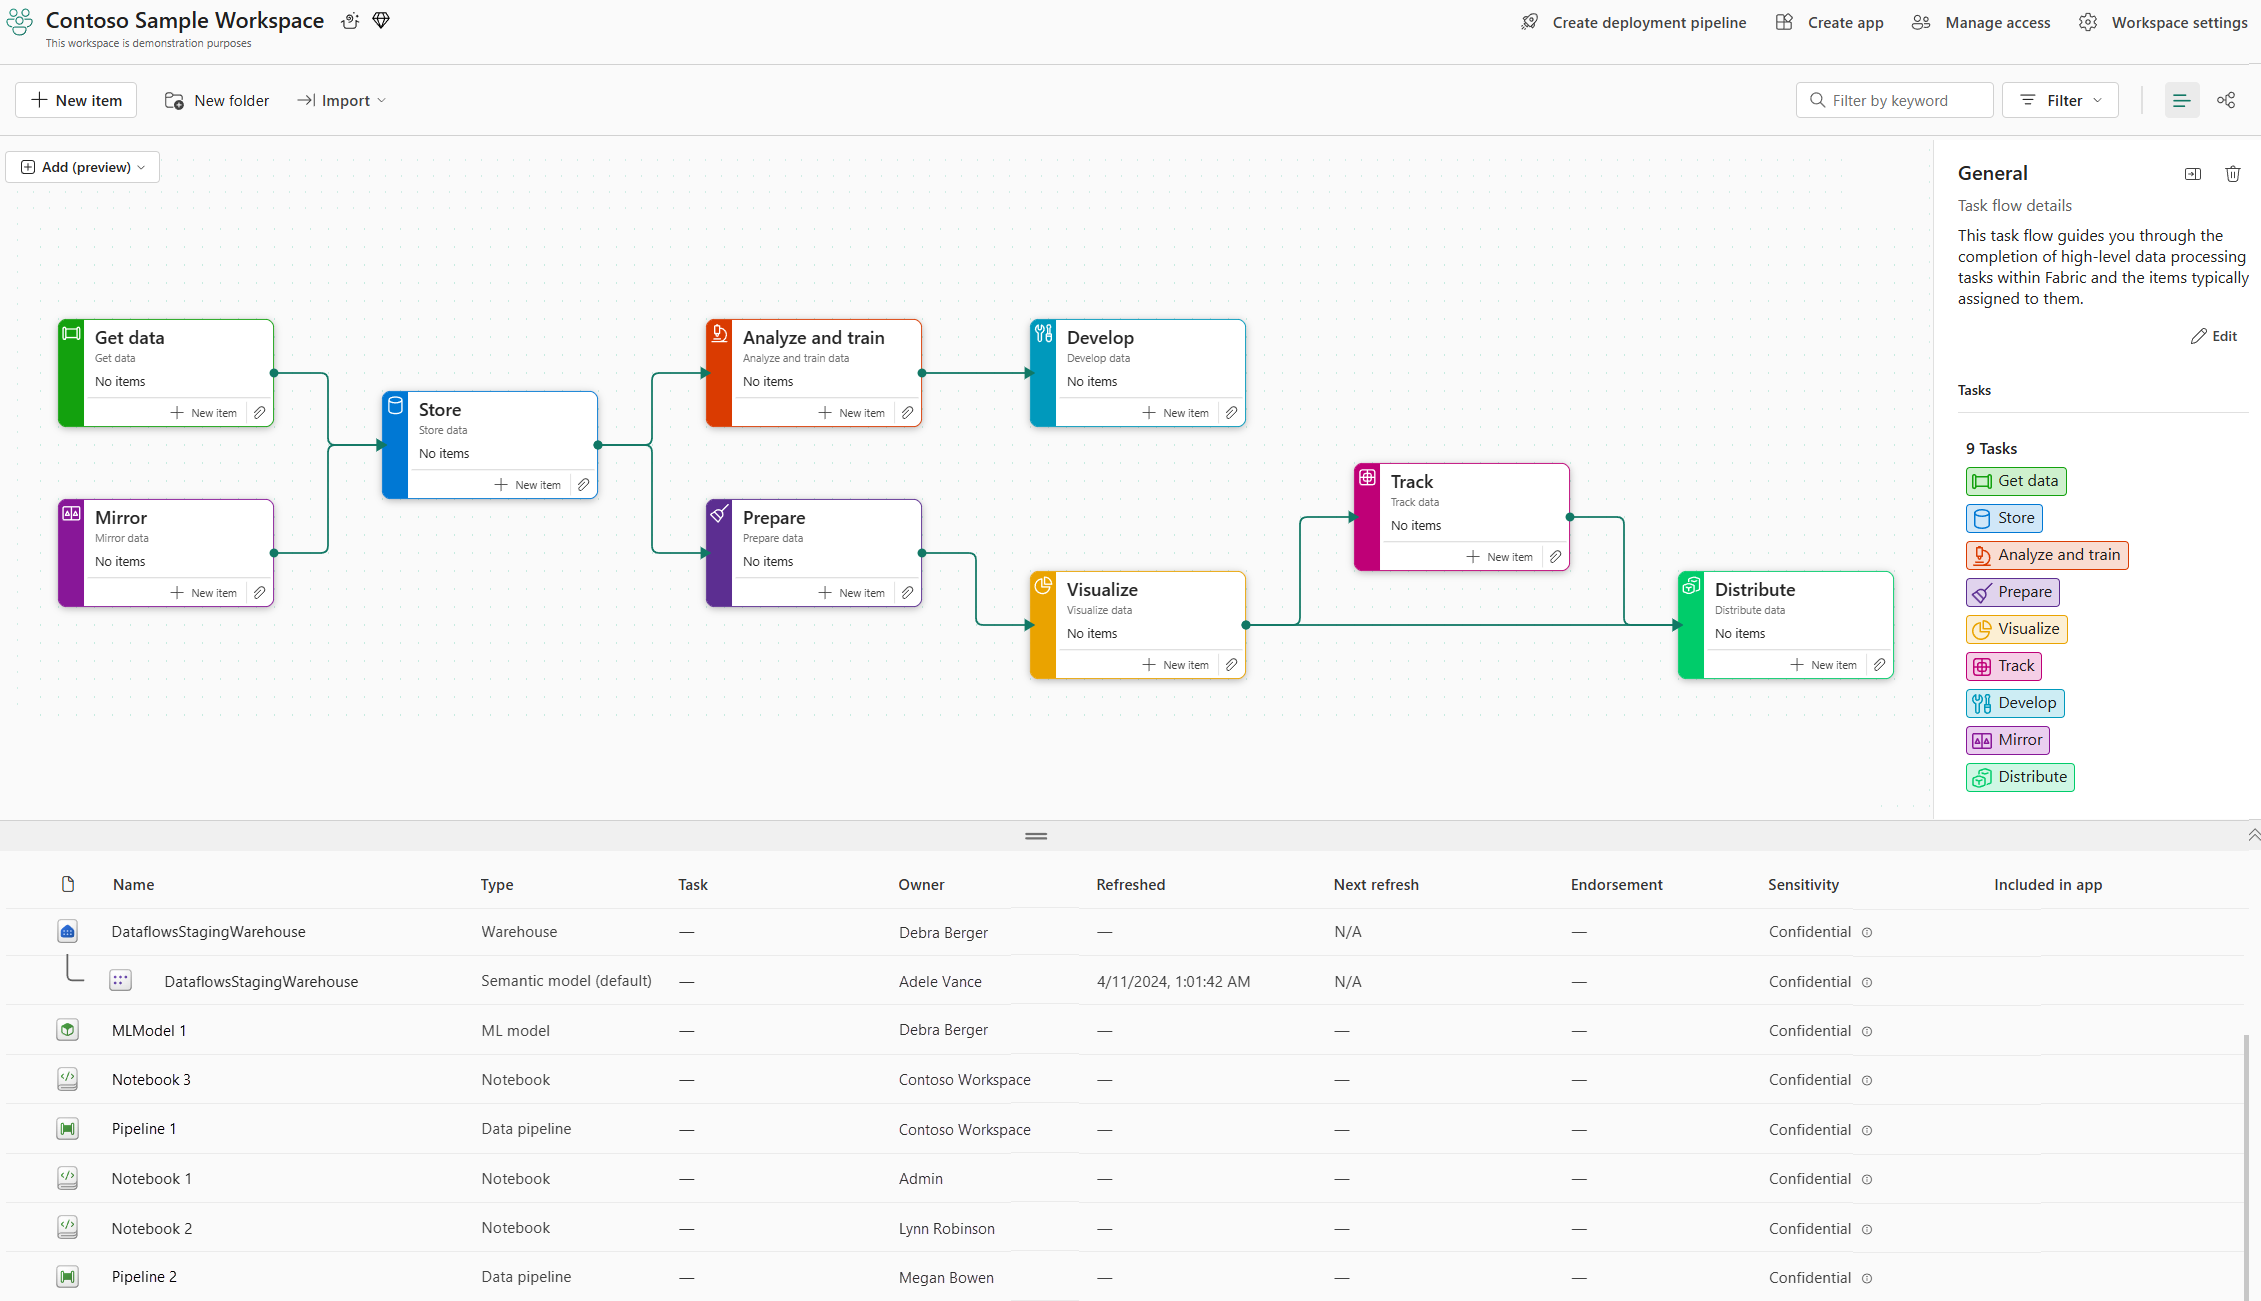 Contoso Sample Workspace
This workspace is demonstration purposes
Create deployment pipeline
Create app
Manage access
Workspace settings
New item
New folder
Import
Filter by keyword
Filter
Add (preview)
Get data
Get data
No items
New item
Mirror
Mirror data
No items
New item
Store
Store data
No items
New item
Analyze and train
Analyze and train data
No items
New item
Prepare
Prepare data
No items
New item
Develop
Develop data
No items
New item
Visualize
Visualize data
No items
New item
Track
Track data
No items
New item
Distribute
Distribute data
No items
New item
General
Task flow details
This task flow guides you through the
completion of high-level data processing
tasks within Fabric and the items typically
assigned to them.
Edit
Tasks
9 Tasks
Get data
Store
Analyze and train
Prepare
Visualize
Track
Develop
Mirror
Distribute
Name Type Task Owner Refreshed Next refresh Endorsement Sensitivity Included in app
DataflowsStagingWarehouse Warehouse — Debra Berger — N/A — Confidential
DataflowsStagingWarehouse Semantic model (default) — Adele Vance 4/11/2024, 1:01:42 AM N/A — Confidential
MLModel 1 ML model — Debra Berger — — — Confidential
Notebook 3 Notebook — Contoso Workspace — — — Confidential
Pipeline 1 Data pipeline — Contoso Workspace — — — Confidential
Notebook 1 Notebook — Admin — — — Confidential
Notebook 2 Notebook — Lynn Robinson — — — Confidential
Pipeline 2 Data pipeline — Megan Bowen — — — Confidential